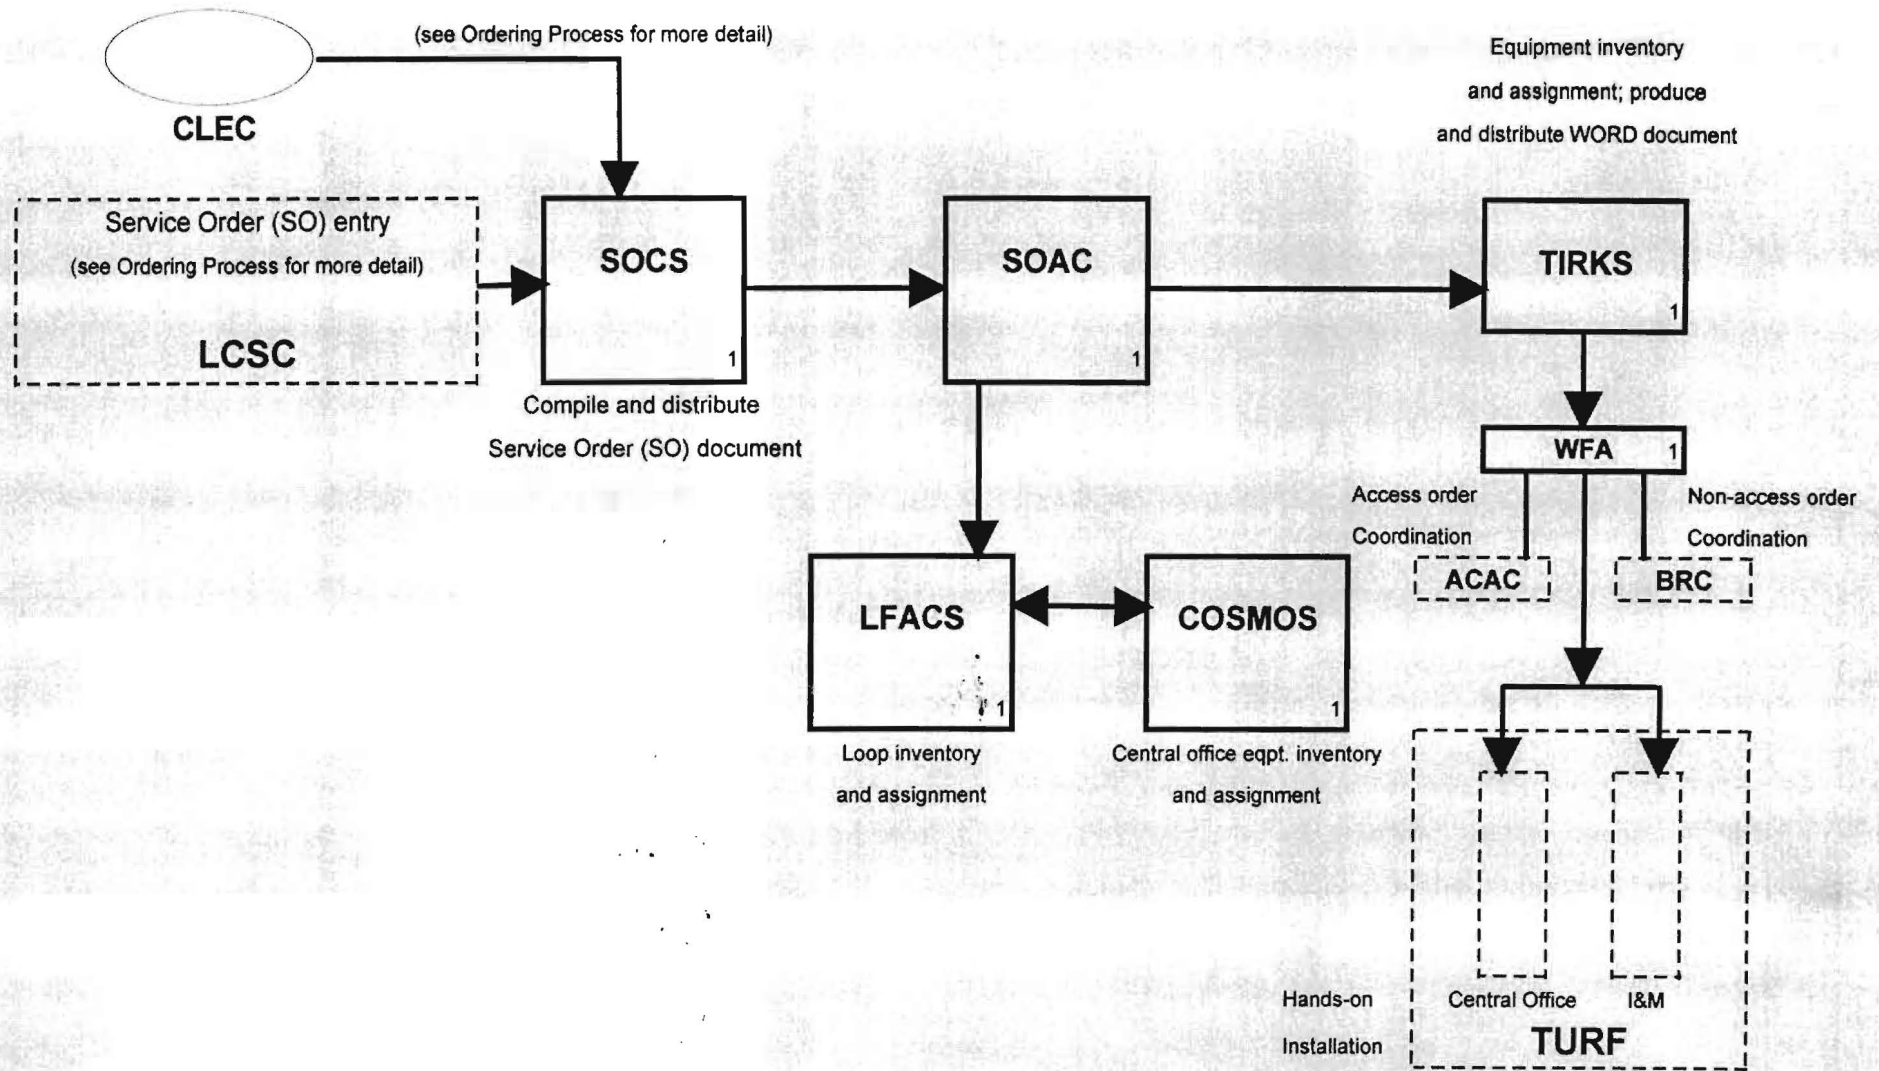 (see Ordering Process for more detail)
CLEC
Equipment inventory
and assignment; produce
and distribute WORD document
Service Order (SO) entry
(see Ordering Process for more detail)
LCSC
SOCS
1
Compile and distribute
Service Order (SO) document
SOAC
1
TIRKS
1
WFA
1
Access order
Coordination
Non-access order
Coordination
ACAC
BRC
LFACS
1
Loop inventory
and assignment
COSMOS
1
Central office eqpt. inventory
and assignment
Hands-on
Installation
Central Office
I&M
TURF